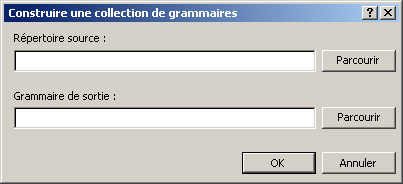 Construire une collection de grammaires
Répertoire source :
Parcourir
Grammaire de sortie :
Parcourir
OK
Annuler